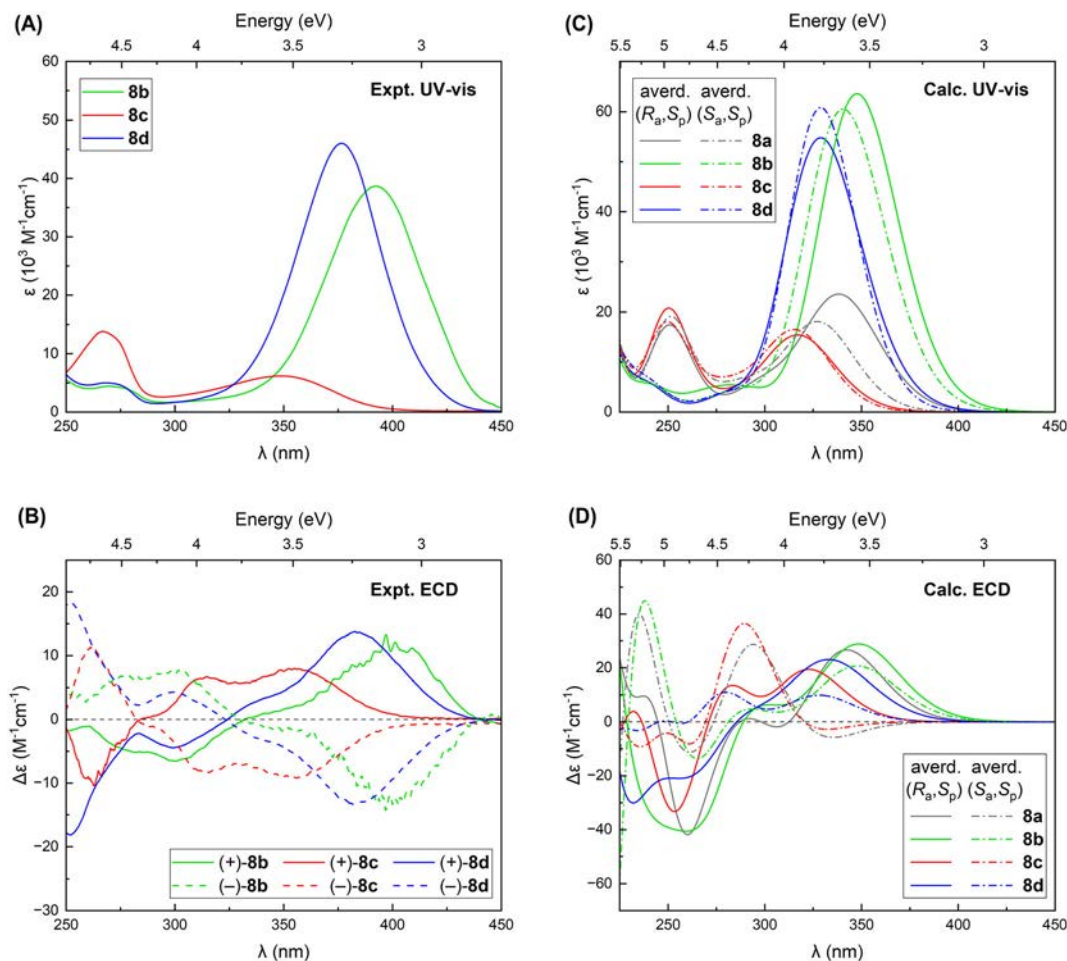 (A)
Energy (eV)
4.5 4 3.5 3
60
50
40
30
20
10
0
ε (10³ M⁻¹cm⁻¹)
8b
8c
8d
Expt. UV-vis
250 300 350 400 450
λ (nm)
(C)
Energy (eV)
5.5 5 4.5 4 3.5 3
60
40
20
0
ε (10³ M⁻¹cm⁻¹)
Calc. UV-vis
averd. averd.
(Rₐ,Sₚ) (Sₐ,Sₚ)
8a
8b
8c
8d
250 300 350 400 450
λ (nm)
(B)
Energy (eV)
4.5 4 3.5 3
20
10
0
−10
−20
−30
Δε (M⁻¹cm⁻¹)
Expt. ECD
(+)-8b (+)-8c (+)-8d
(−)-8b (−)-8c (−)-8d
250 300 350 400 450
λ (nm)
(D)
Energy (eV)
5.5 5 4.5 4 3.5 3
60
40
20
0
−20
−40
−60
Δε (M⁻¹cm⁻¹)
Calc. ECD
averd. averd.
(Rₐ,Sₚ) (Sₐ,Sₚ)
8a
8b
8c
8d
250 300 350 400 450
λ (nm)